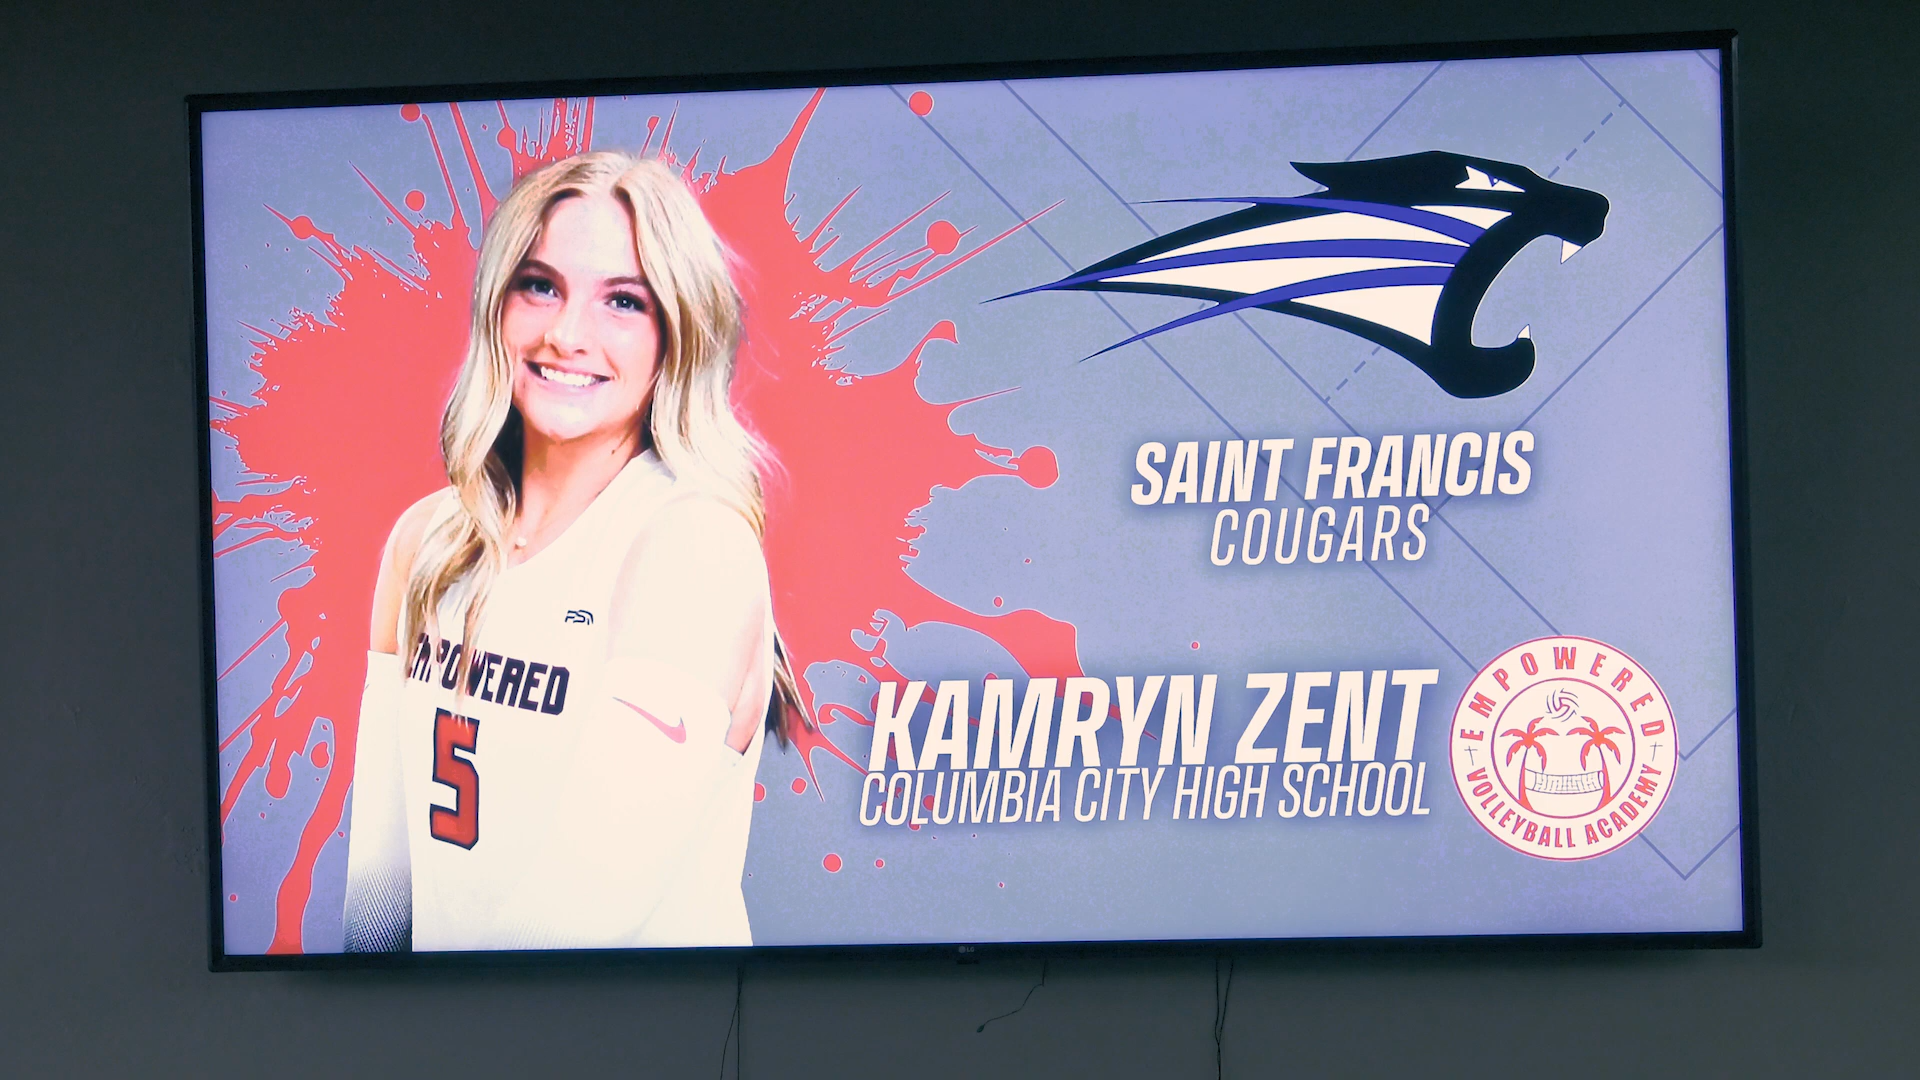 SAINT FRANCIS
COUGARS
KAMRYN ZENT
COLUMBIA CITY HIGH SCHOOL
EMPOWERED
VOLLEYBALL ACADEMY
EMPOWERED
5
LG